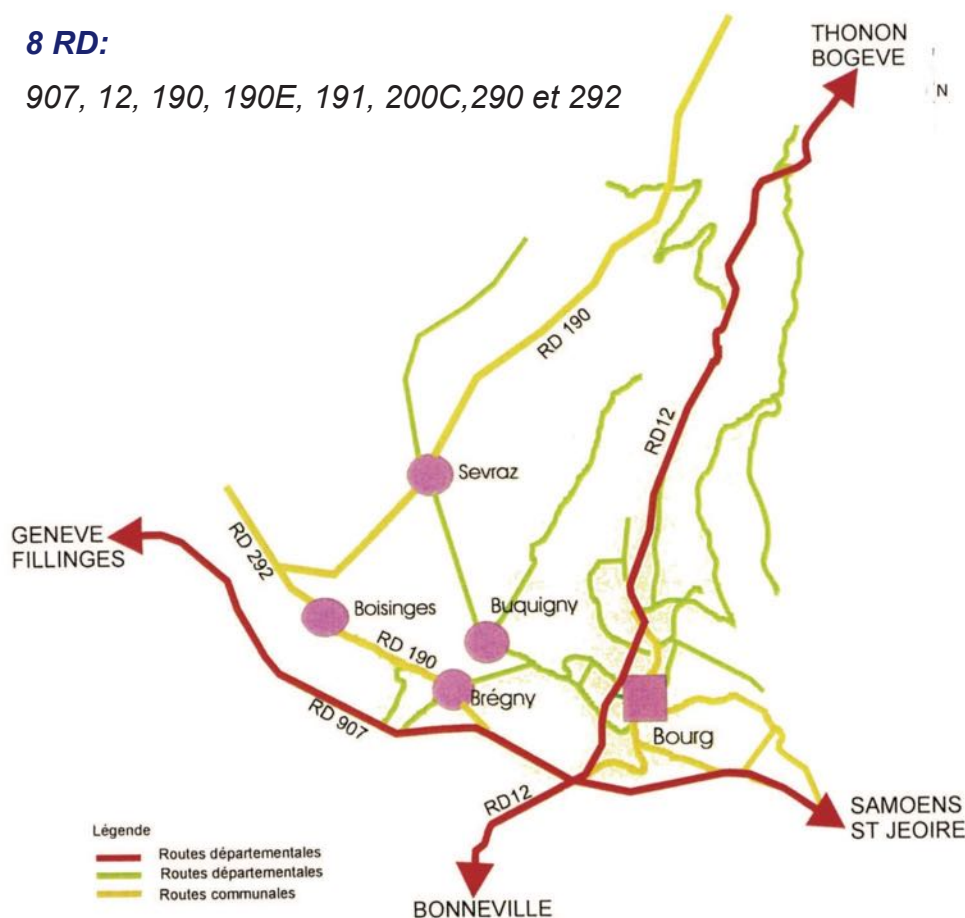 8 RD:
907, 12, 190, 190E, 191, 200C,290 et 292
THONON
BOGEVE
N
RD 190
RD12
Sevraz
GENEVE
FILLINGES
RD 292
Boisinges
Buquigny
RD 190
Brégny
RD 907
Bourg
RD12
SAMOENS
ST JEOIRE
Légende
Routes départementales
Routes départementales
Routes communales
BONNEVILLE